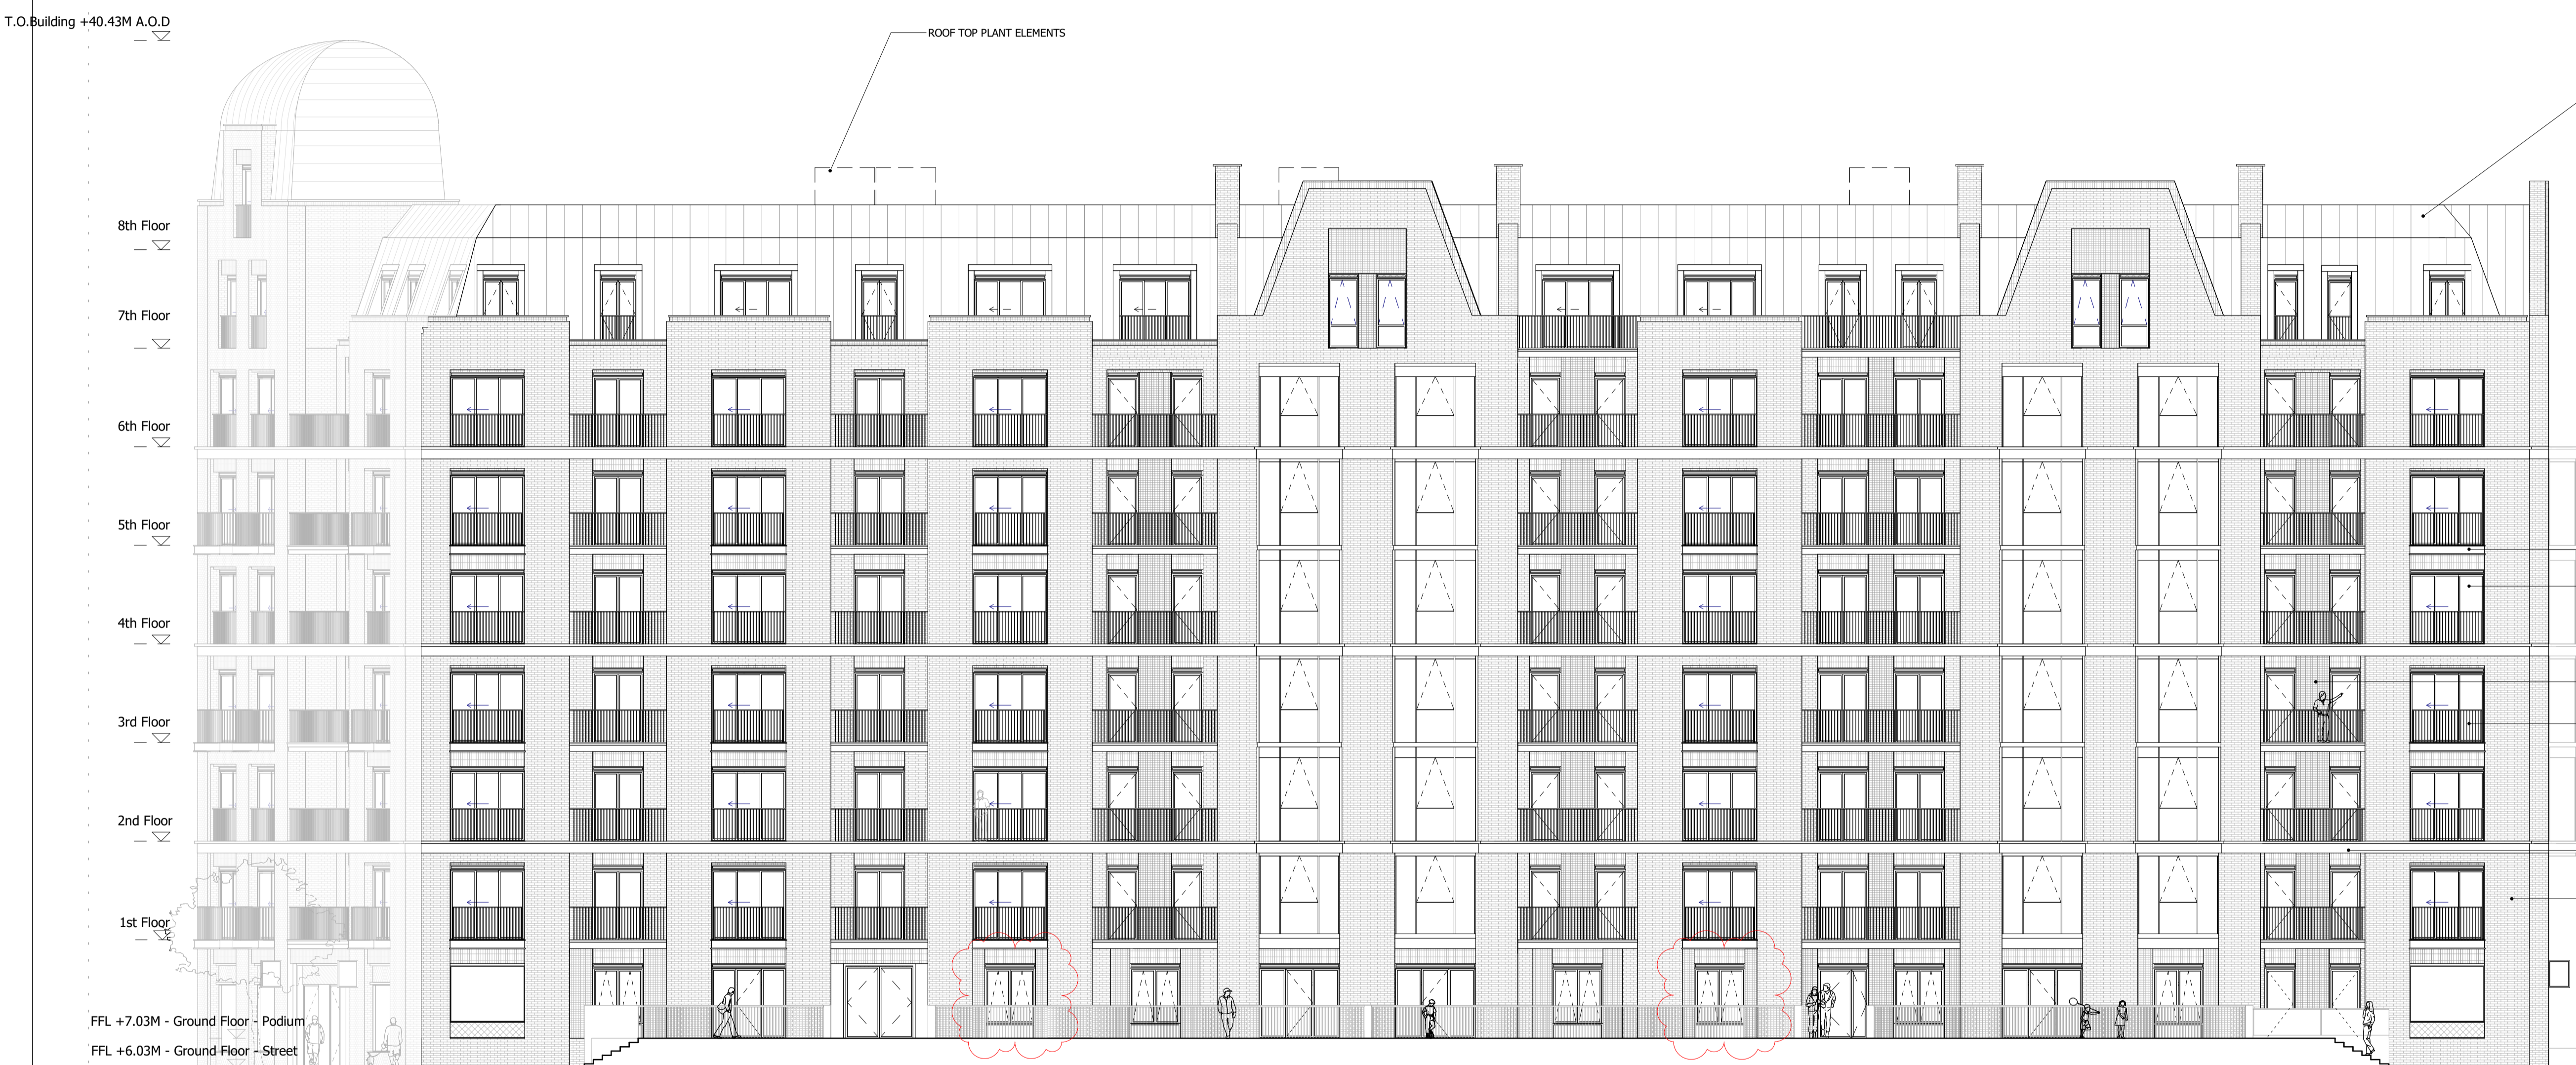 T.O.Building +40.43M A.O.D
ROOF TOP PLANT ELEMENTS
8th Floor
7th Floor
6th Floor
5th Floor
4th Floor
3rd Floor
2nd Floor
1st Floor
FFL +7.03M - Ground Floor - Podium
FFL +6.03M - Ground Floor - Street